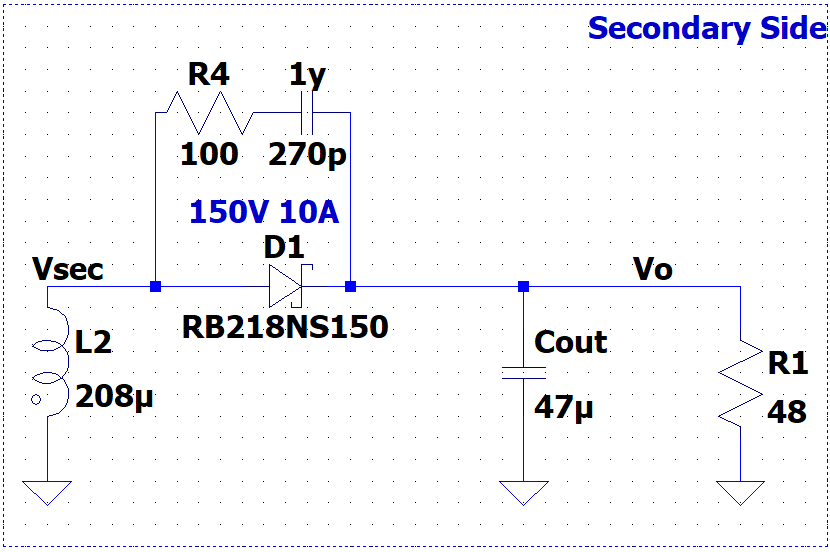 Secondary Side
R4
1y
100
270p
150V 10A
D1
Vsec
Vo
RB218NS150
L2
208µ
Cout
47µ
R1
48